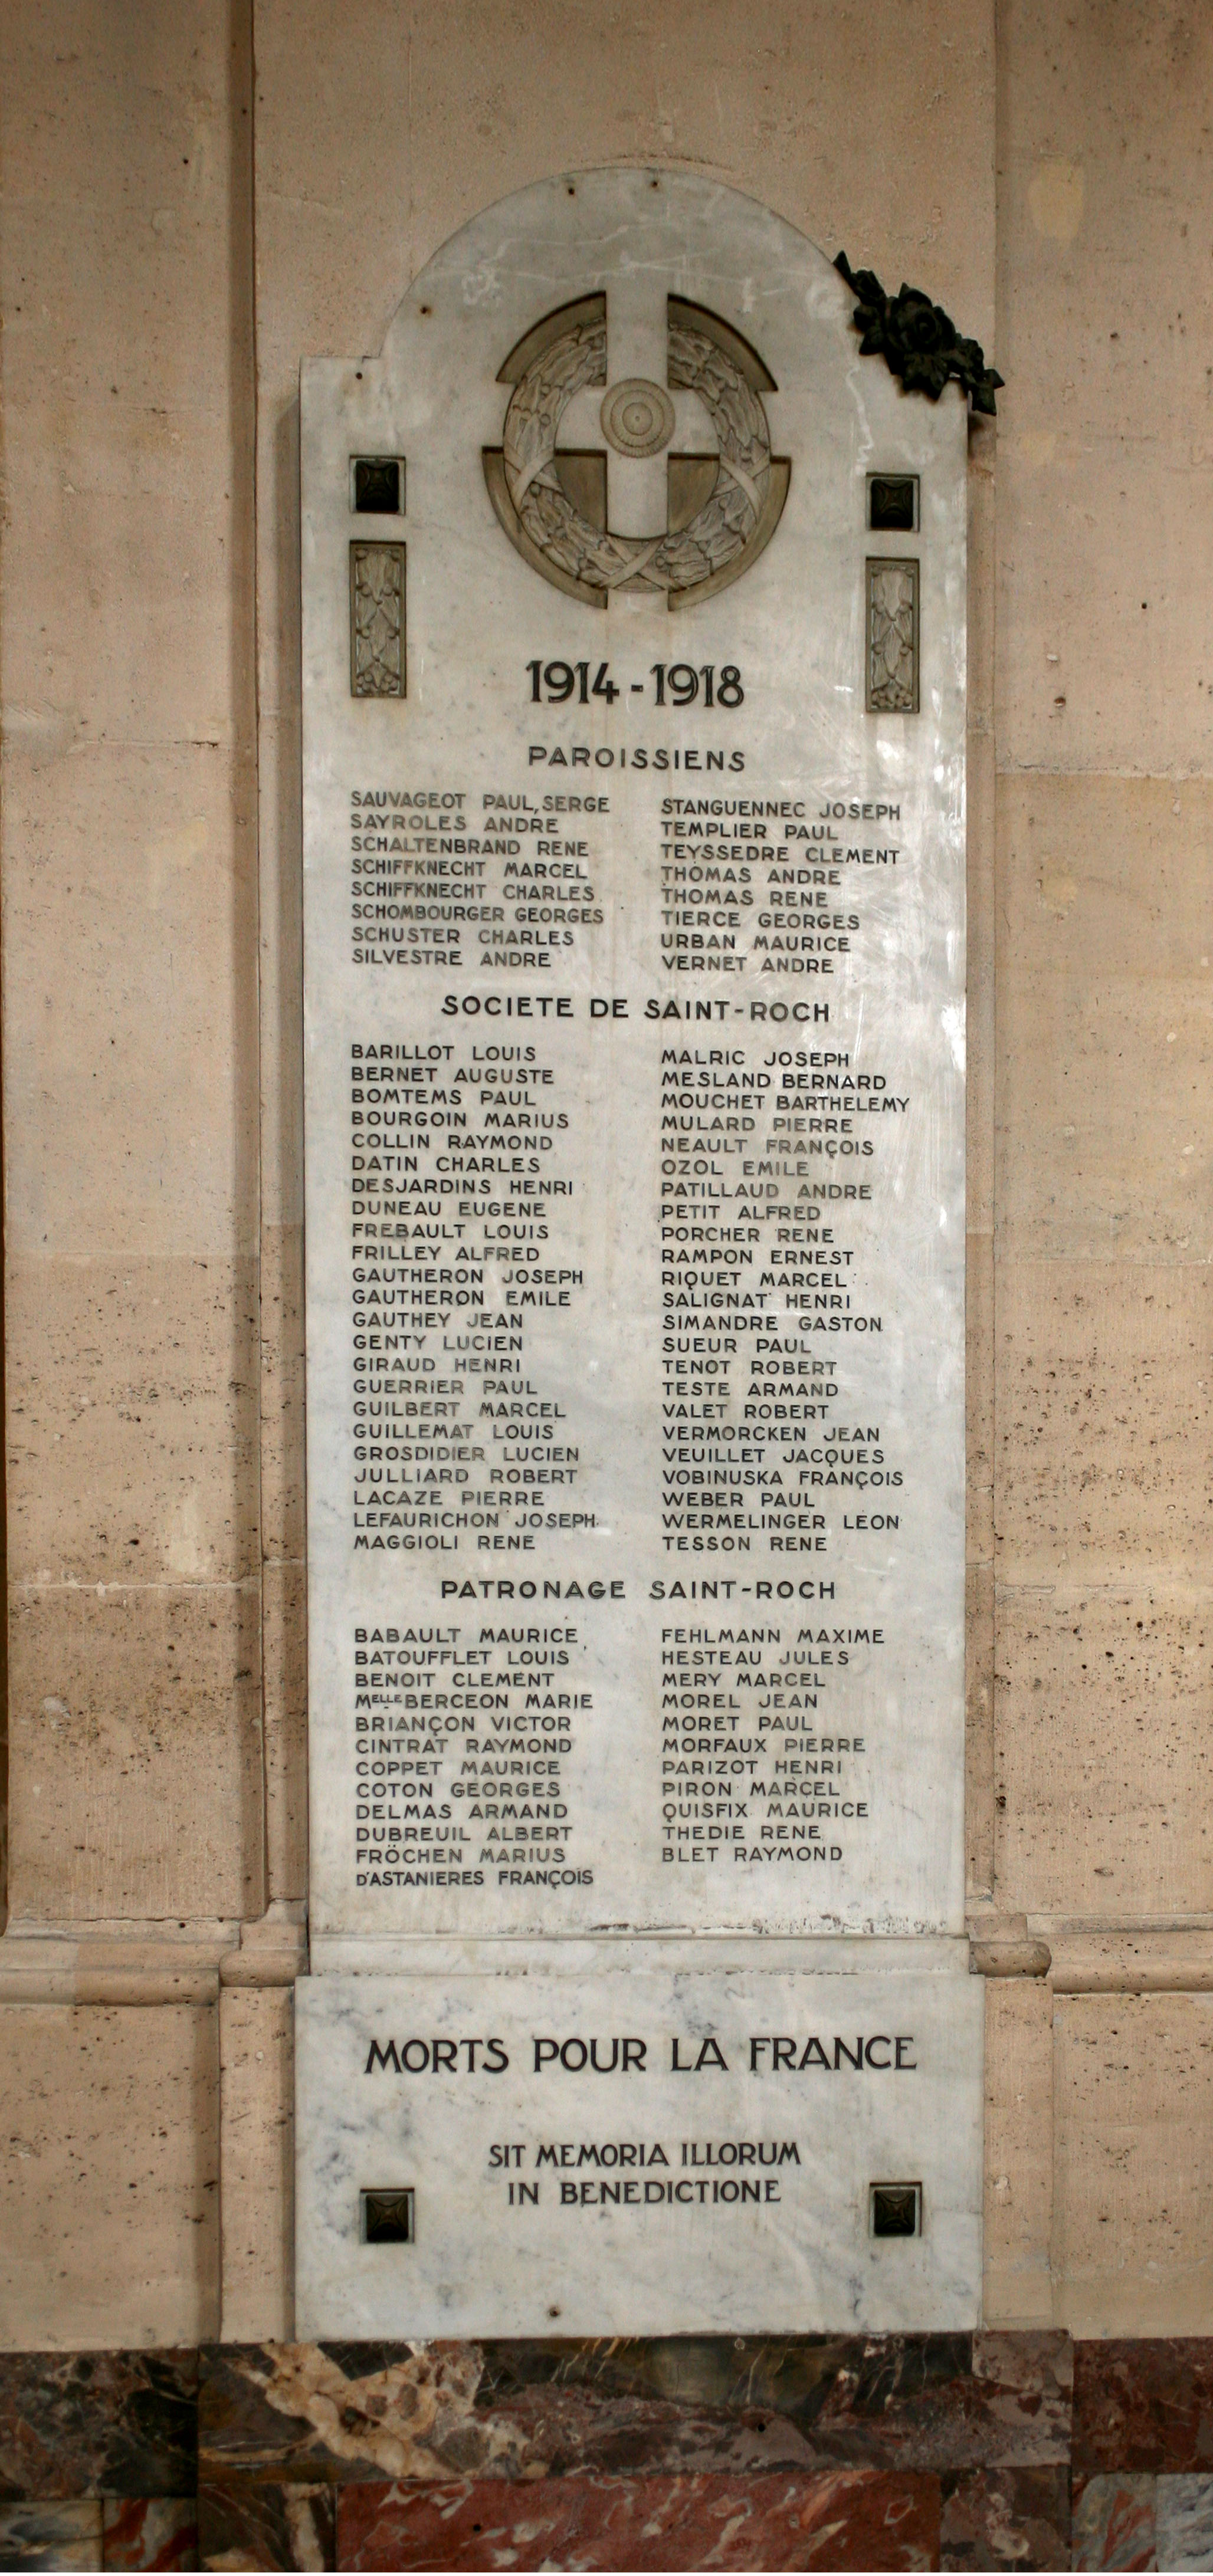 1914-1918
PAROISSIENS
SAUVAGEOT PAUL, SERGE
SAYROLES ANDRE
SCHALTENBRAND RENE
SCHIFFKNECHT MARCEL
SCHIFFKNECHT CHARLES
SCHOMBOURGER GEORGES
SCHUSTER CHARLES
SILVESTRE ANDRE
STANGUENNEC JOSEPH
TEMPLIER PAUL
TEYSSEDRE CLEMENT
THOMAS ANDRE
THOMAS RENE
TIERCE GEORGES
URBAN MAURICE
VERNET ANDRE
SOCIETE DE SAINT-ROCH
BARILLOT LOUIS
BERNET AUGUSTE
BOMTEMS PAUL
BOURGOIN MARIUS
COLLIN RAYMOND
DATIN CHARLES
DESJARDINS HENRI
DUNEAU EUGENE
FREBAULT LOUIS
FRILLEY ALFRED
GAUTHERON JOSEPH
GAUTHERON EMILE
GAUTHEY JEAN
GENTY LUCIEN
GIRAUD HENRI
GUERRIER PAUL
GUILBERT MARCEL
GUILLEMAT LOUIS
GROSDIDIER LUCIEN
JULLIARD ROBERT
LACAZE PIERRE
LEFAURICHON JOSEPH
MAGGIOLI RENE
MALRIC JOSEPH
MESLAND BERNARD
MOUCHET BARTHELEMY
MULARD PIERRE
NEAULT FRANÇOIS
OZOL EMILE
PATILLAUD ANDRE
PETIT ALFRED
PORCHER RENE
RAMPON ERNEST
RIQUET MARCEL
SALIGNAT HENRI
SIMANDRE GASTON
SUEUR PAUL
TENOT ROBERT
TESTE ARMAND
VALET ROBERT
VERMORCKEN JEAN
VEUILLET JACQUES
VOBINUSKA FRANÇOIS
WEBER PAUL
WERMELINGER LEON
TESSON RENE
PATRONAGE SAINT-ROCH
BABAULT MAURICE
BATOUFFLET LOUIS
BENOIT CLEMENT
MELLE BERCEON MARIE
BRIANÇON VICTOR
CINTRAT RAYMOND
COPPET MAURICE
COTON GEORGES
DELMAS ARMAND
DUBREUIL ALBERT
FRÖCHEN MARIUS
D'ASTANIERES FRANÇOIS
FEHLMANN MAXIME
HESTEAU JULES
MERY MARCEL
MOREL JEAN
MORET PAUL
MORFAUX PIERRE
PARIZOT HENRI
PIRON MARCEL
QUISFIX MAURICE
THEDIE RENE
BLET RAYMOND
MORTS POUR LA FRANCE
SIT MEMORIA ILLORUM
IN BENEDICTIONE